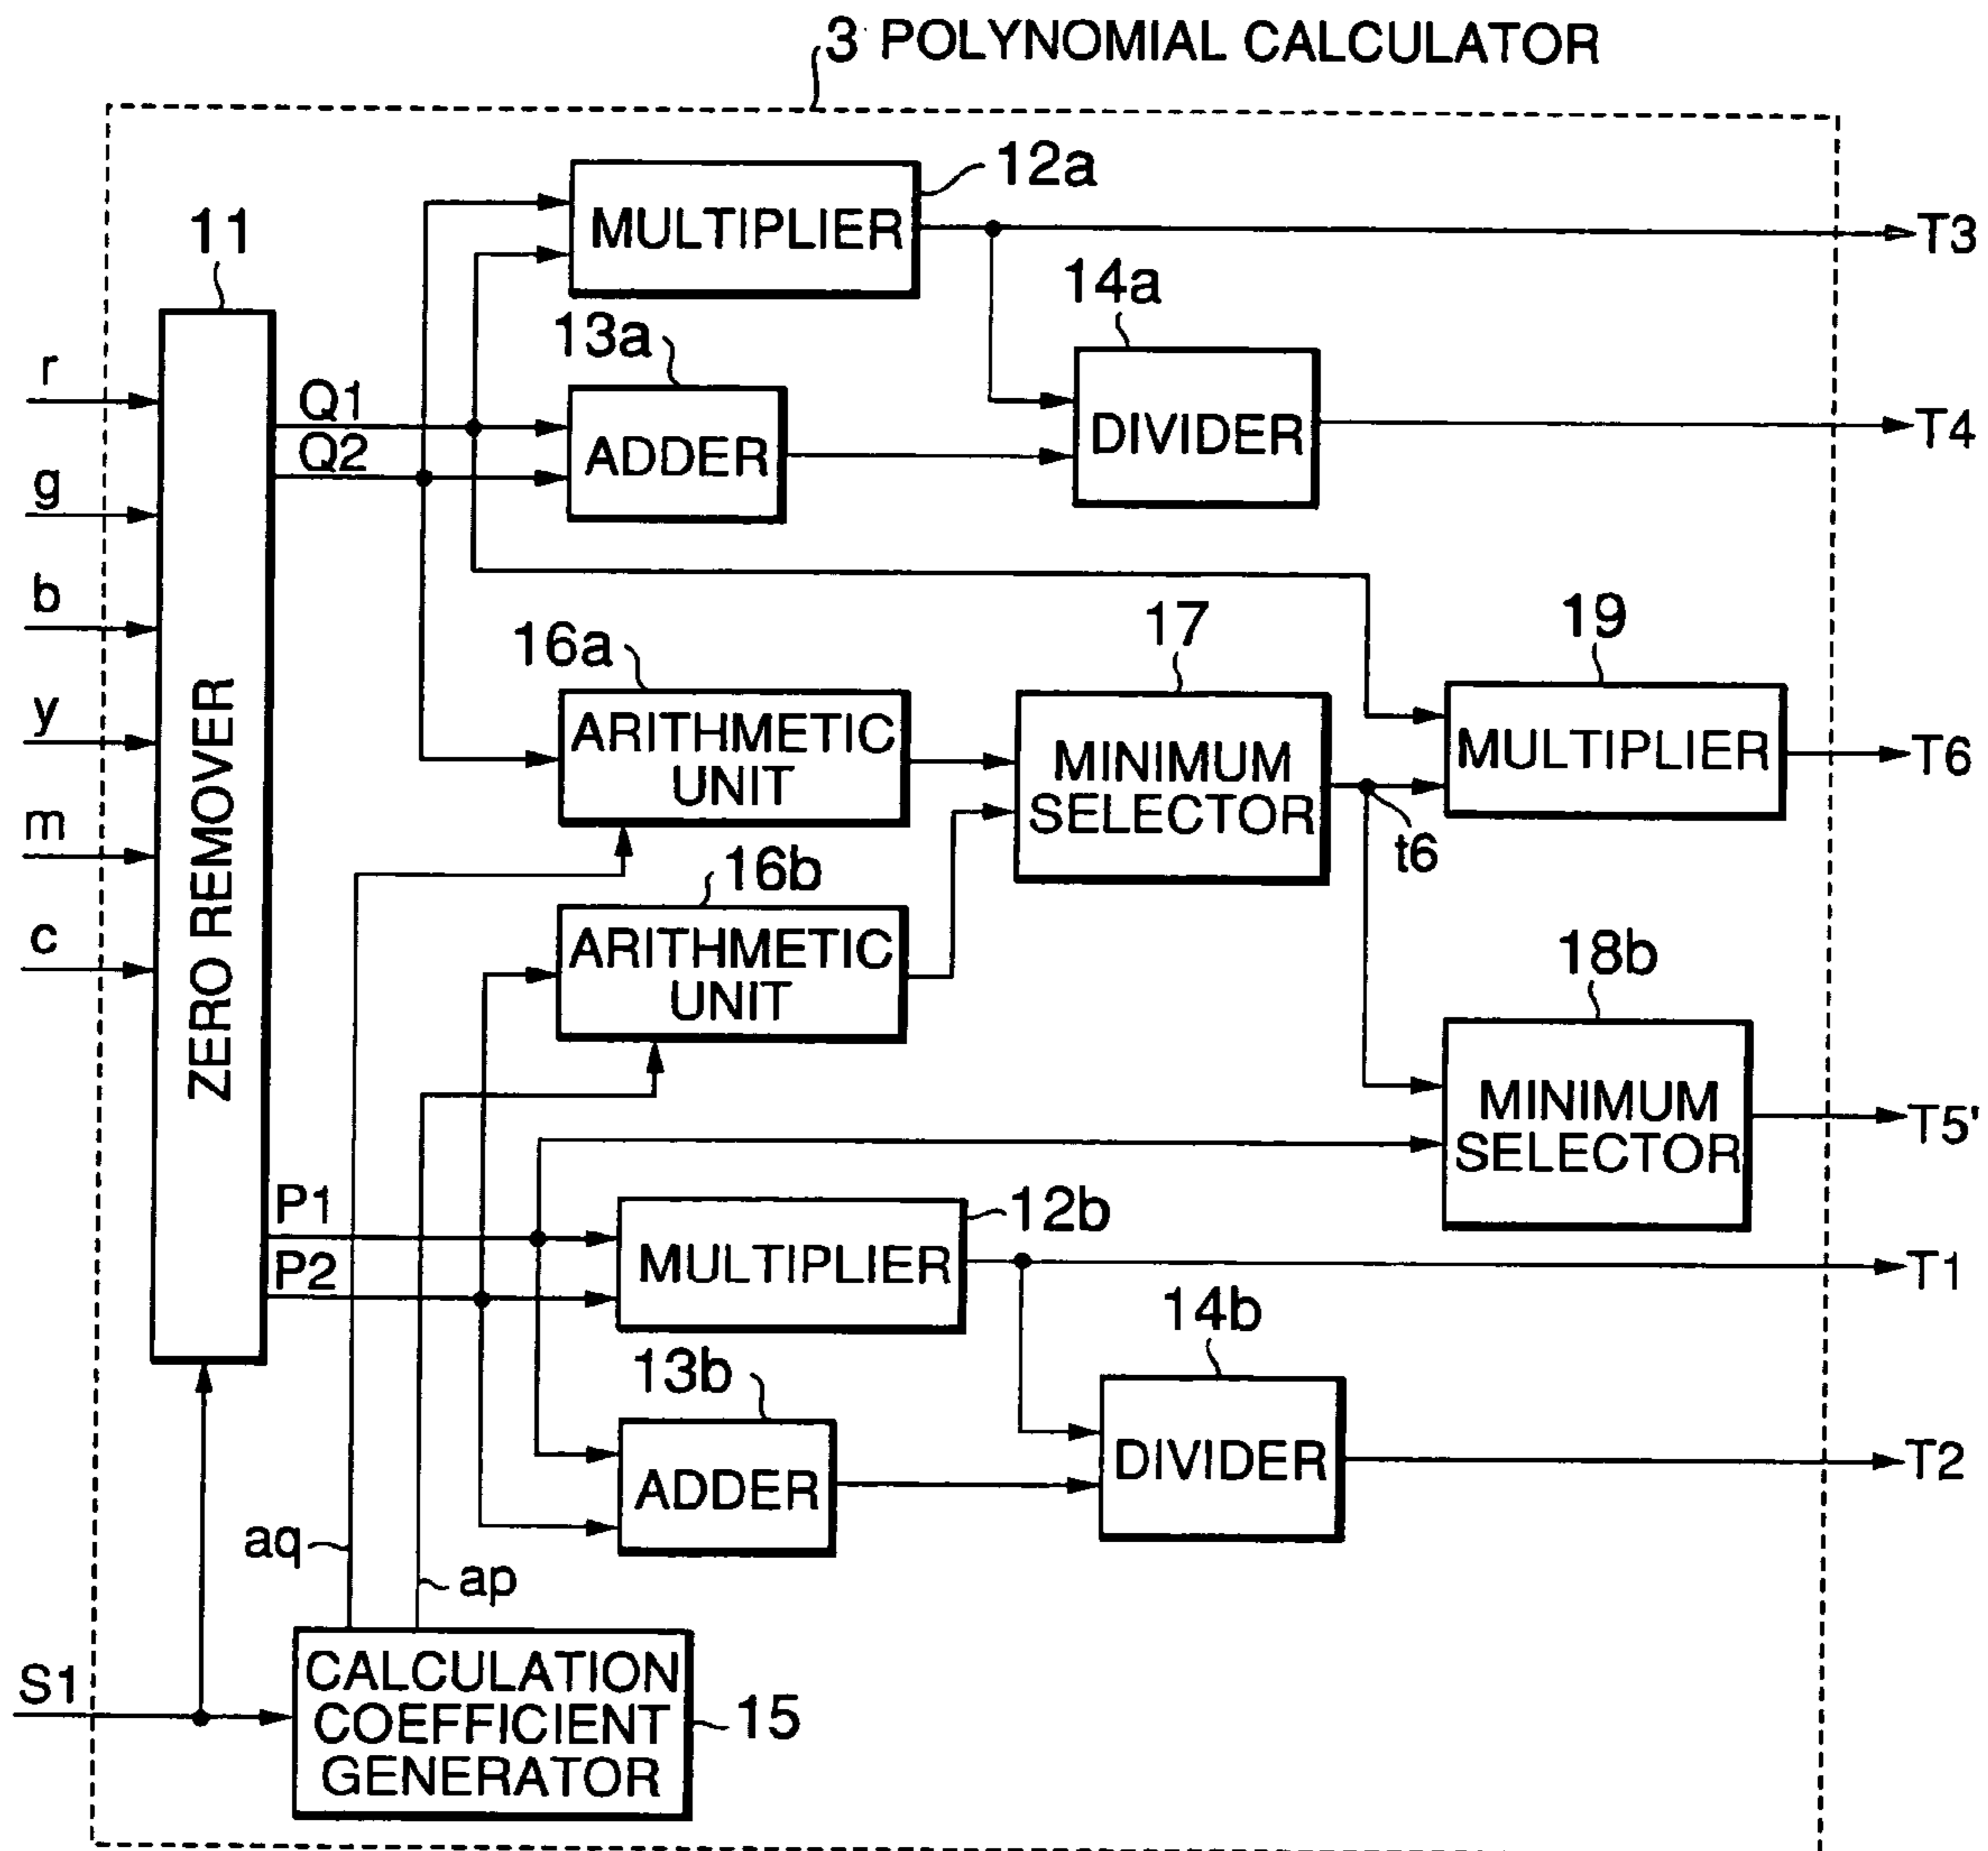 3 POLYNOMIAL CALCULATOR
12a
MULTIPLIER
T3
11
14a
13a
r
Q1
DIVIDER
T4
ADDER
Q2
g
b
19
17
16a
y
ARITHMETIC
UNIT
MINIMUM
SELECTOR
MULTIPLIER
T6
ZERO REMOVER
m
t6
16b
c
ARITHMETIC
UNIT
18b
MINIMUM
SELECTOR
T5'
P1
12b
MULTIPLIER
T1
P2
14b
13b
DIVIDER
T2
ADDER
aq
ap
S1
CALCULATION
COEFFICIENT
GENERATOR
15